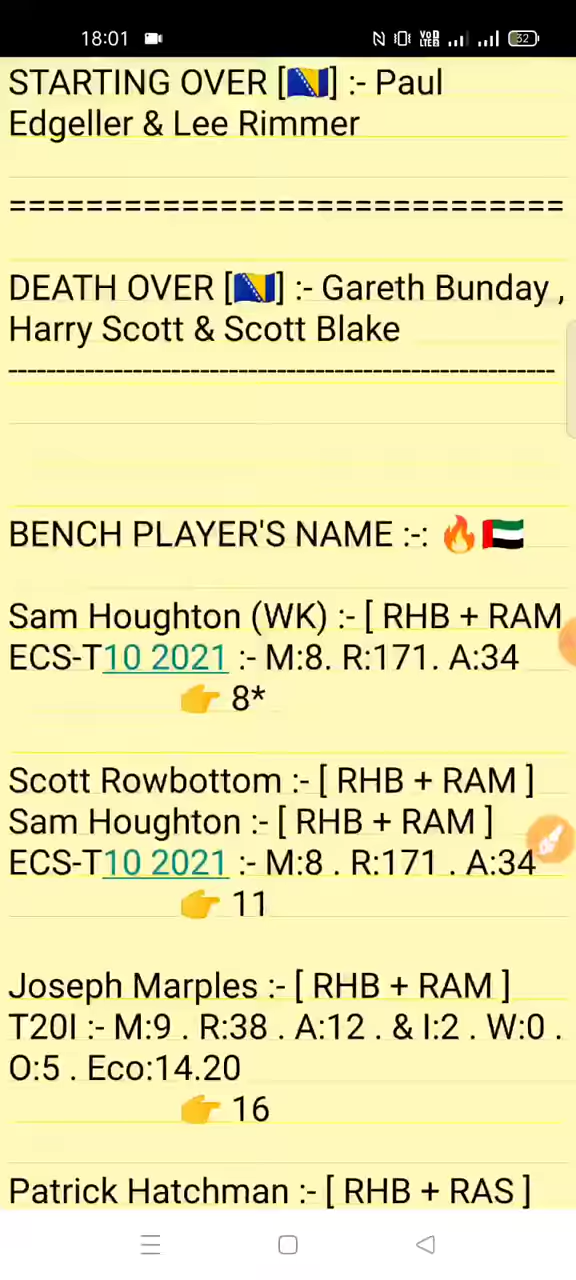 18:01 VoD LTE2 32
STARTING OVER [🇧🇦] :- Paul
Edgeller & Lee Rimmer
=============================
DEATH OVER [🇧🇦] :- Gareth Bunday ,
Harry Scott & Scott Blake
---------------------------------------------------------
BENCH PLAYER'S NAME :-: 🔥🇦🇪
Sam Houghton (WK) :- [ RHB + RAM
ECS-T10 2021 :- M:8. R:171. A:34
👉 8*
Scott Rowbottom :- [ RHB + RAM ]
Sam Houghton :- [ RHB + RAM ]
ECS-T10 2021 :- M:8 . R:171 . A:34
👉 11
Joseph Marples :- [ RHB + RAM ]
T20I :- M:9 . R:38 . A:12 . & I:2 . W:0 .
O:5 . Eco:14.20
👉 16
Patrick Hatchman :- [ RHB + RAS ]